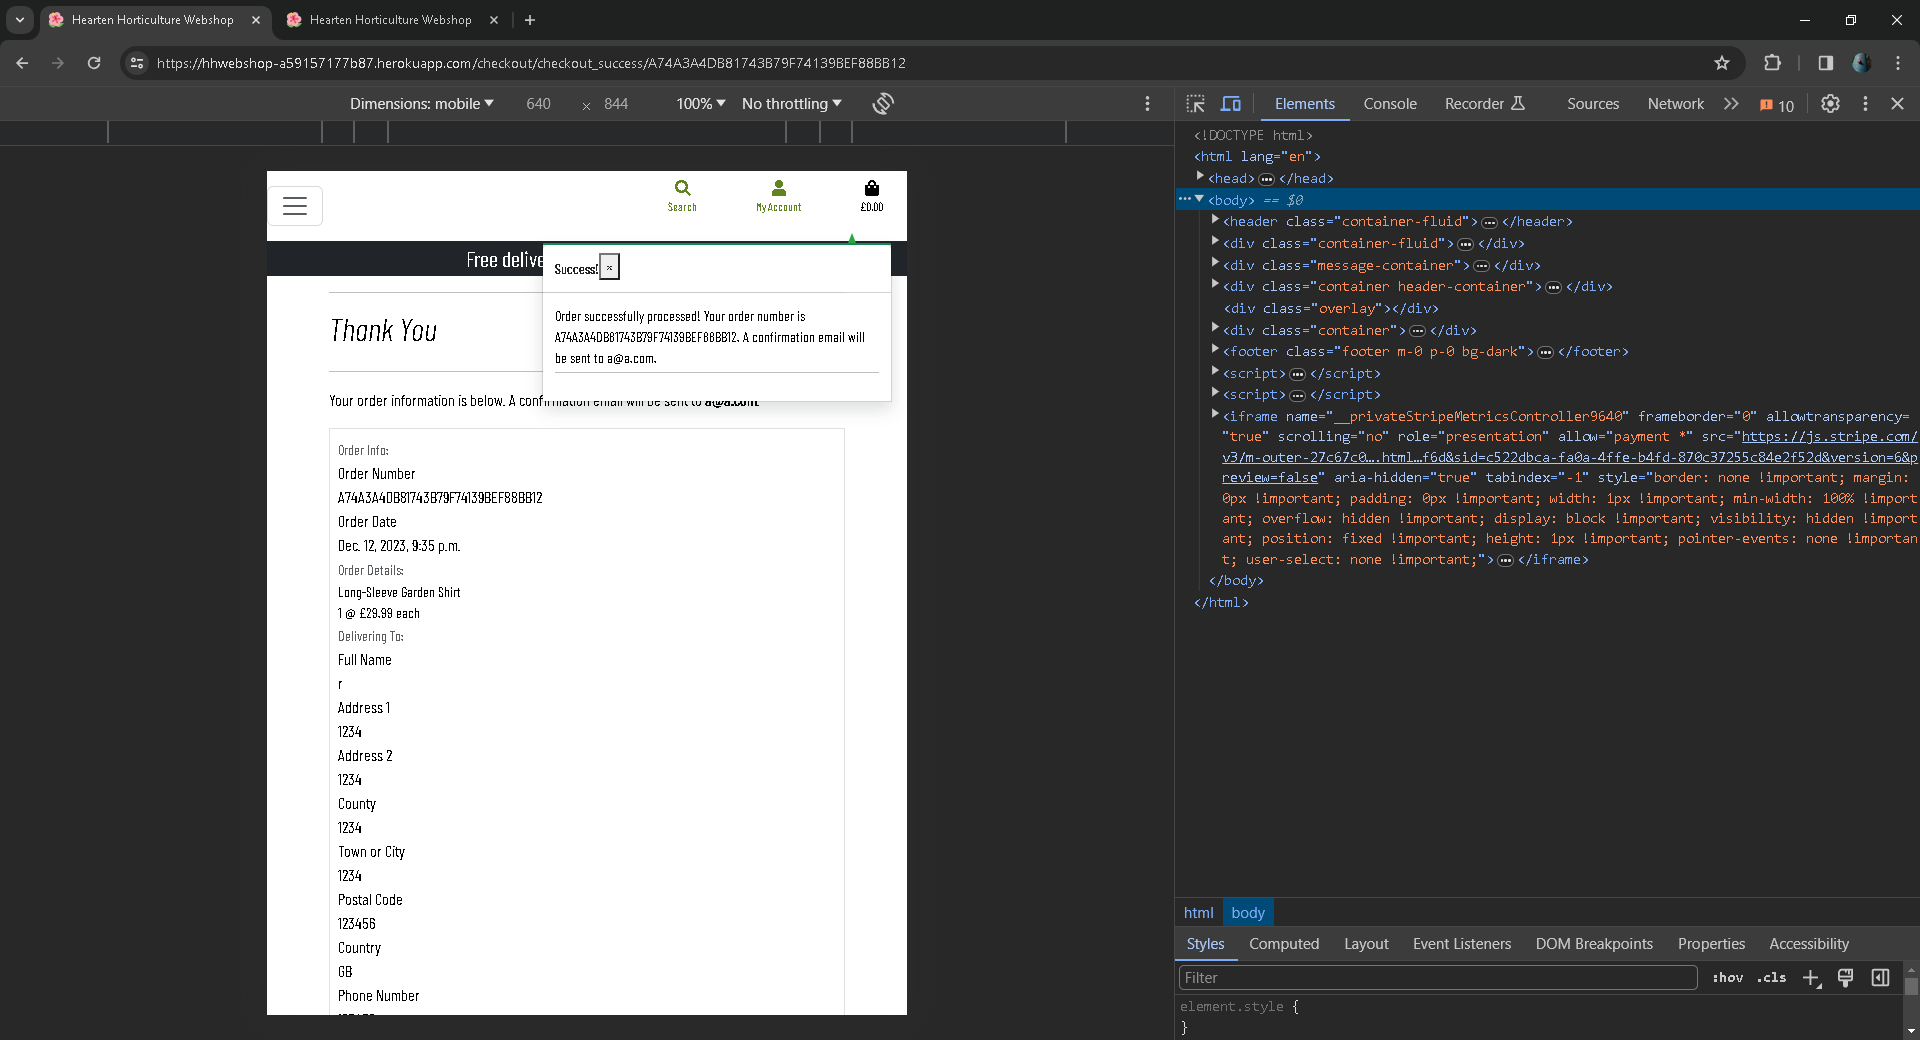 Hearten Horticulture Webshop
Hearten Horticulture Webshop
https://hhwebshop-a59157177b87.herokuapp.com/checkout/checkout_success/A74A3A4DB81743B79F74139BEF88BB12
Dimensions: mobile 640 × 844 100% No throttling
Elements Console Recorder Sources Network 10
Search
My Account
£0.00
Free delive
Success! ×
Order successfully processed! Your order number is
A74A3A4DB81743B79F74139BEF88BB12. A confirmation email will
be sent to a@a.com.
Thank You
Your order information is below. A confirmation email will be sent to a@a.com.
Order Info:
Order Number
A74A3A4DB81743B79F74139BEF88BB12
Order Date
Dec. 12, 2023, 9:35 p.m.
Order Details:
Long-Sleeve Garden Shirt
1 @ £29.99 each
Delivering To:
Full Name
r
Address 1
1234
Address 2
1234
County
1234
Town or City
1234
Postal Code
123456
Country
GB
Phone Number
<!DOCTYPE html>
<html lang="en">
<head> ••• </head>
••• <body> == $0
<header class="container-fluid"> ••• </header>
<div class="container-fluid"> ••• </div>
<div class="message-container"> ••• </div>
<div class="container header-container"> ••• </div>
<div class="overlay"></div>
<div class="container"> ••• </div>
<footer class="footer m-0 p-0 bg-dark"> ••• </footer>
<script> ••• </script>
<script> ••• </script>
<iframe name="__privateStripeMetricsController9640" frameborder="0" allowtransparency=
"true" scrolling="no" role="presentation" allow="payment *" src="https://js.stripe.com/
v3/m-outer-27c67c0….html…f6d&sid=c522dbca-fa0a-4ffe-b4fd-870c37255c84e2f52d&version=6&p
review=false" aria-hidden="true" tabindex="-1" style="border: none !important; margin:
0px !important; padding: 0px !important; width: 1px !important; min-width: 100% !import
ant; overflow: hidden !important; display: block !important; visibility: hidden !import
ant; position: fixed !important; height: 1px !important; pointer-events: none !importan
t; user-select: none !important;"> ••• </iframe>
</body>
</html>
html body
Styles Computed Layout Event Listeners DOM Breakpoints Properties Accessibility
Filter :hov .cls
element.style {
}